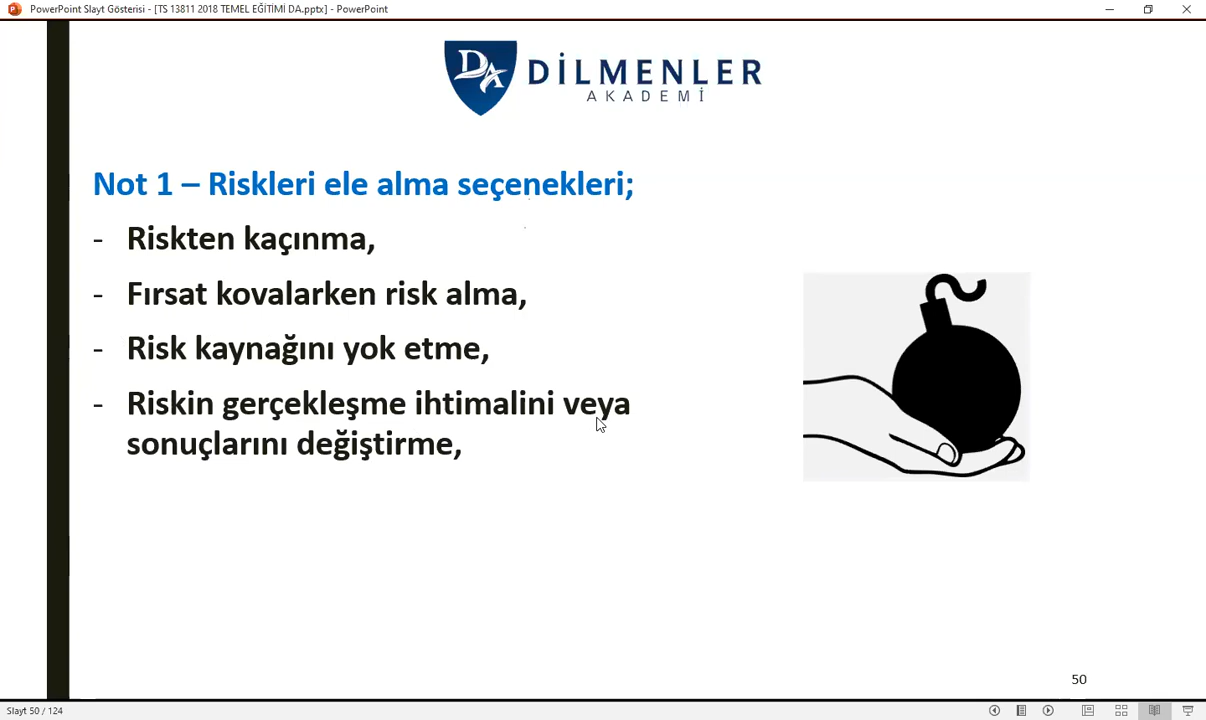 PowerPoint Slayt Gösterisi - [TS 13811 2018 TEMEL EĞİTİMİ DA.pptx] - PowerPoint
DA DİLMENLER
AKADEMİ
Not 1 – Riskleri ele alma seçenekleri;
- Riskten kaçınma,
- Fırsat kovalarken risk alma,
- Risk kaynağını yok etme,
- Riskin gerçekleşme ihtimalini veya
sonuçlarını değiştirme,
50
Slayt 50 / 124